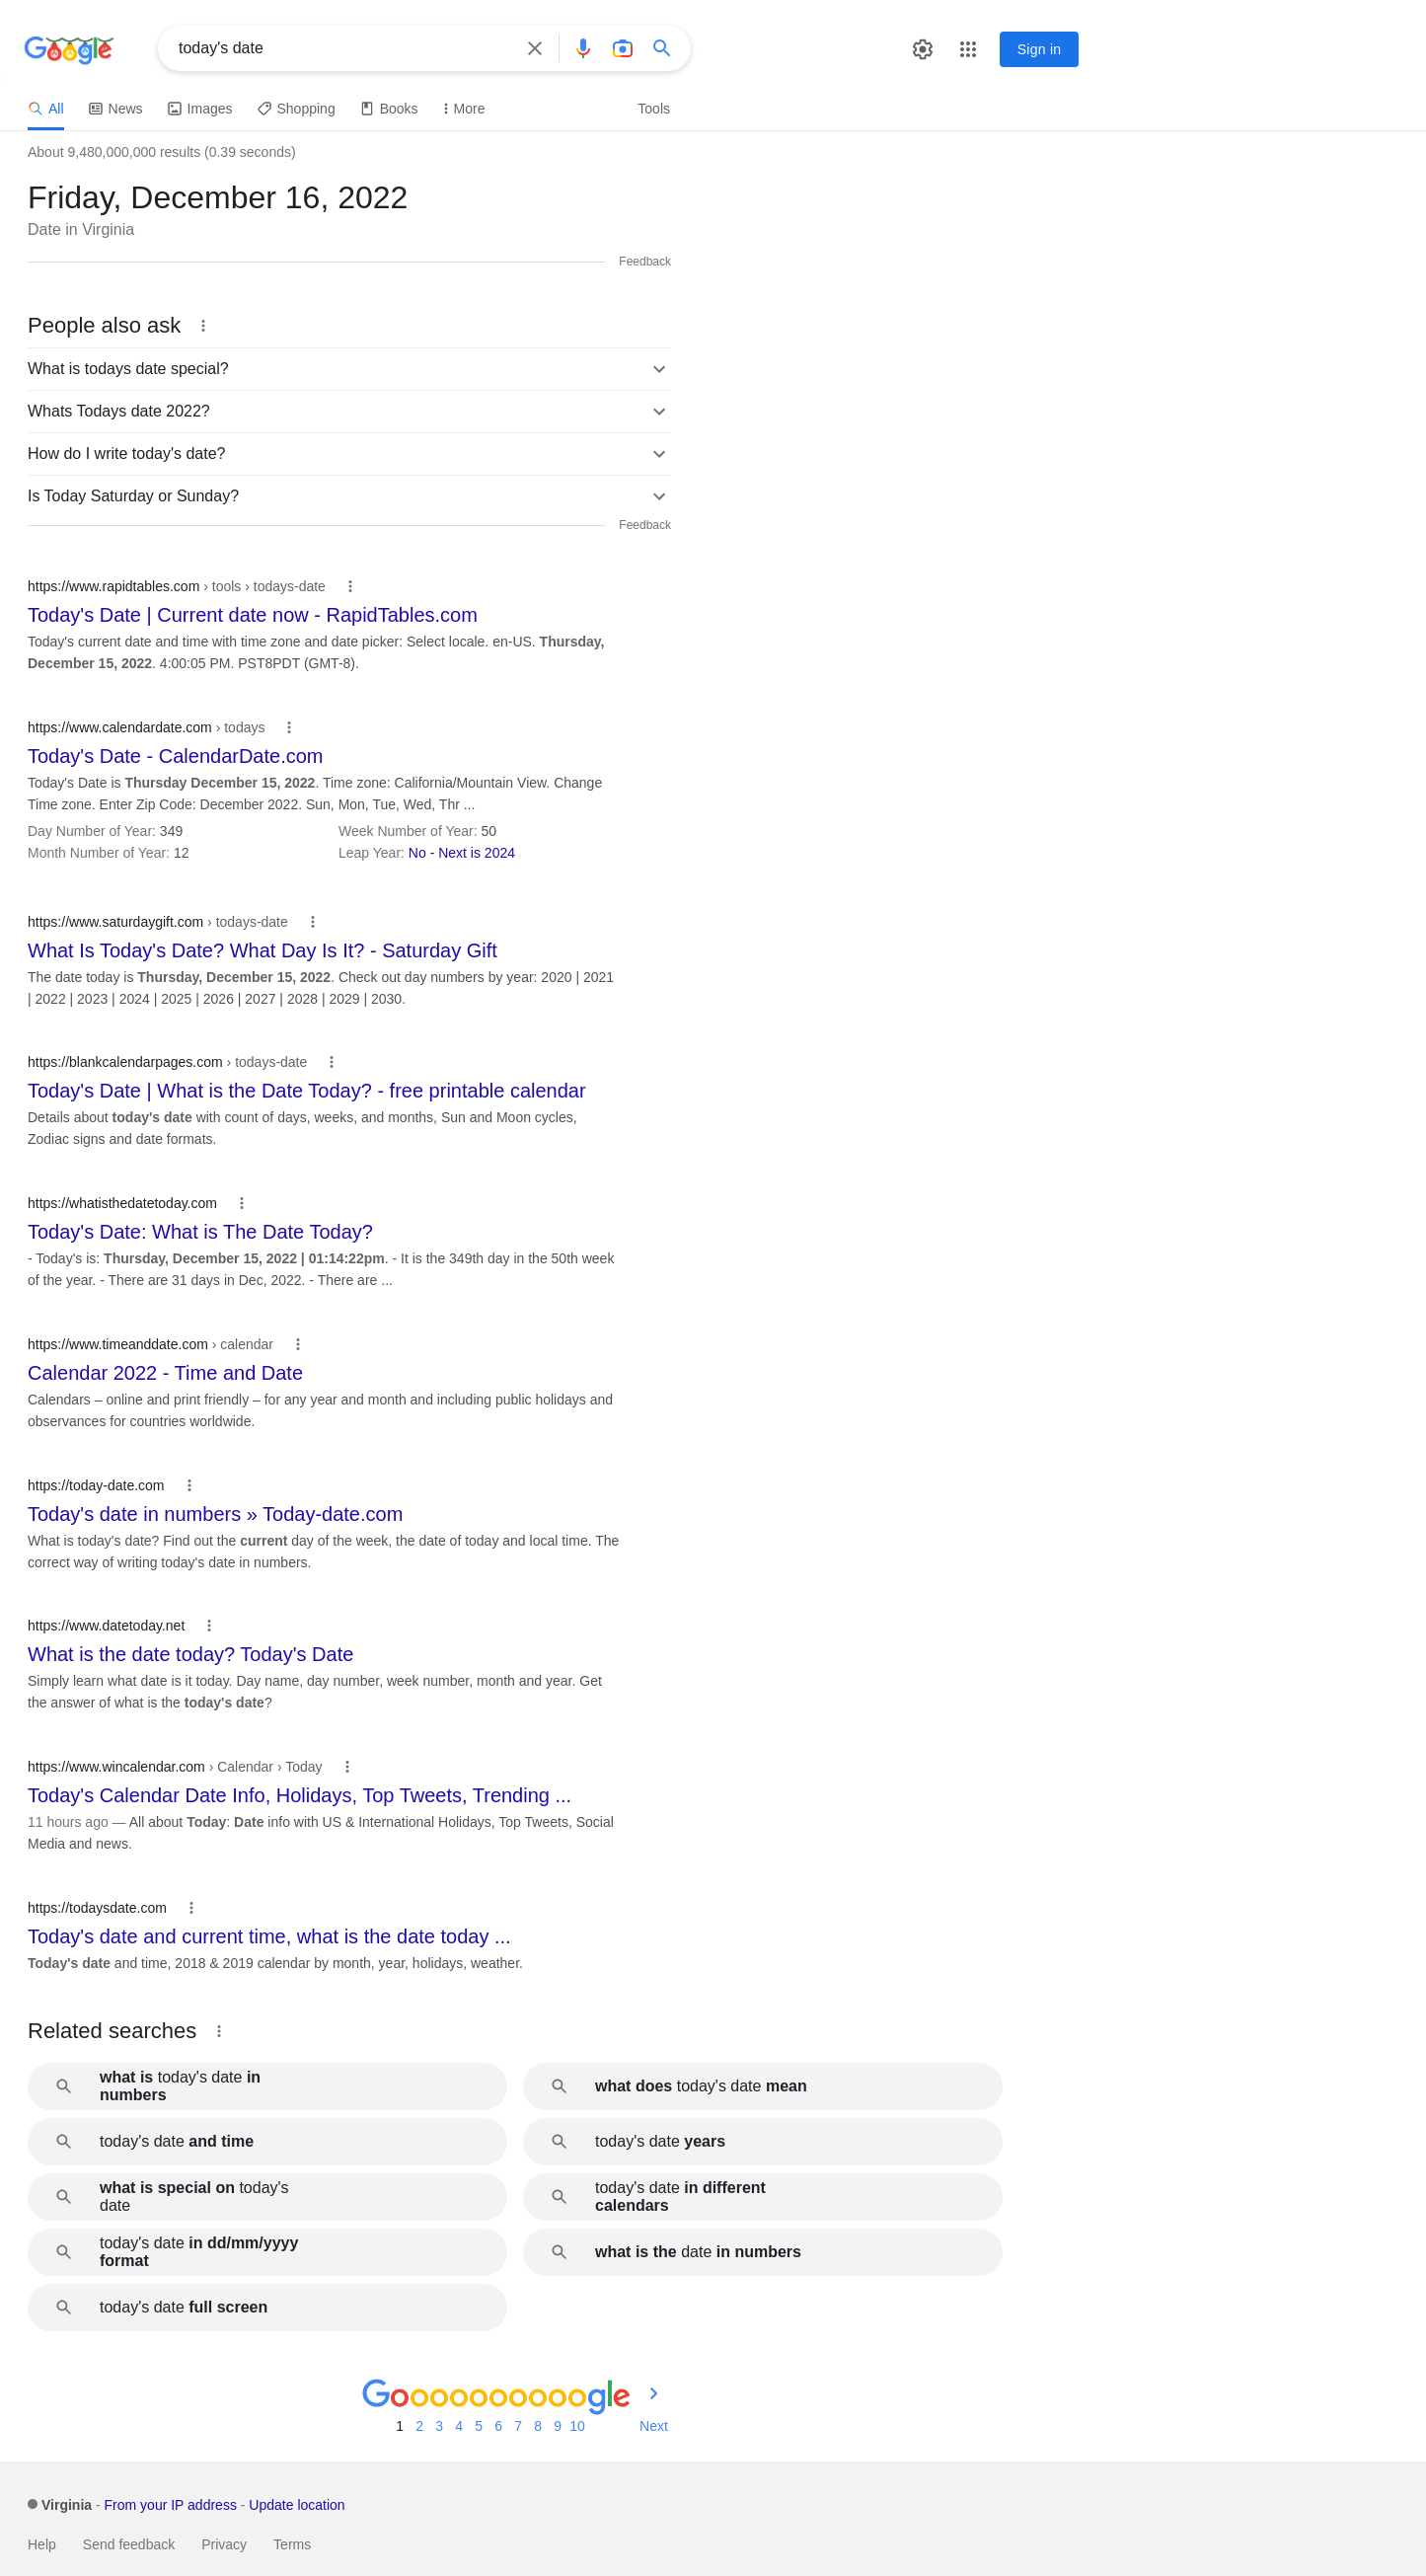 Google
today's date
Sign in
All News Images Shopping Books More Tools
About 9,480,000,000 results (0.39 seconds)
Friday, December 16, 2022
Date in Virginia
Feedback
People also ask
What is todays date special?
Whats Todays date 2022?
How do I write today's date?
Is Today Saturday or Sunday?
Feedback
https://www.rapidtables.com › tools › todays-date
Today's Date | Current date now - RapidTables.com
Today's current date and time with time zone and date picker: Select locale. en-US. Thursday,
December 15, 2022. 4:00:05 PM. PST8PDT (GMT-8).
https://www.calendardate.com › todays
Today's Date - CalendarDate.com
Today's Date is Thursday December 15, 2022. Time zone: California/Mountain View. Change
Time zone. Enter Zip Code: December 2022. Sun, Mon, Tue, Wed, Thr ...
Day Number of Year: 349 Week Number of Year: 50
Month Number of Year: 12 Leap Year: No - Next is 2024
https://www.saturdaygift.com › todays-date
What Is Today's Date? What Day Is It? - Saturday Gift
The date today is Thursday, December 15, 2022. Check out day numbers by year: 2020 | 2021
| 2022 | 2023 | 2024 | 2025 | 2026 | 2027 | 2028 | 2029 | 2030.
https://blankcalendarpages.com › todays-date
Today's Date | What is the Date Today? - free printable calendar
Details about today's date with count of days, weeks, and months, Sun and Moon cycles,
Zodiac signs and date formats.
https://whatisthedatetoday.com
Today's Date: What is The Date Today?
- Today's is: Thursday, December 15, 2022 | 01:14:22pm. - It is the 349th day in the 50th week
of the year. - There are 31 days in Dec, 2022. - There are ...
https://www.timeanddate.com › calendar
Calendar 2022 - Time and Date
Calendars – online and print friendly – for any year and month and including public holidays and
observances for countries worldwide.
https://today-date.com
Today's date in numbers » Today-date.com
What is today's date? Find out the current day of the week, the date of today and local time. The
correct way of writing today's date in numbers.
https://www.datetoday.net
What is the date today? Today's Date
Simply learn what date is it today. Day name, day number, week number, month and year. Get
the answer of what is the today's date?
https://www.wincalendar.com › Calendar › Today
Today's Calendar Date Info, Holidays, Top Tweets, Trending ...
11 hours ago — All about Today: Date info with US & International Holidays, Top Tweets, Social
Media and news.
https://todaysdate.com
Today's date and current time, what is the date today ...
Today's date and time, 2018 & 2019 calendar by month, year, holidays, weather.
Related searches
what is today's date in
numbers
what does today's date mean
today's date and time
today's date years
what is special on today's
date
today's date in different
calendars
today's date in dd/mm/yyyy
format
what is the date in numbers
today's date full screen
Goooooooooogle
1 2 3 4 5 6 7 8 9 10 Next
Virginia - From your IP address - Update location
Help Send feedback Privacy Terms